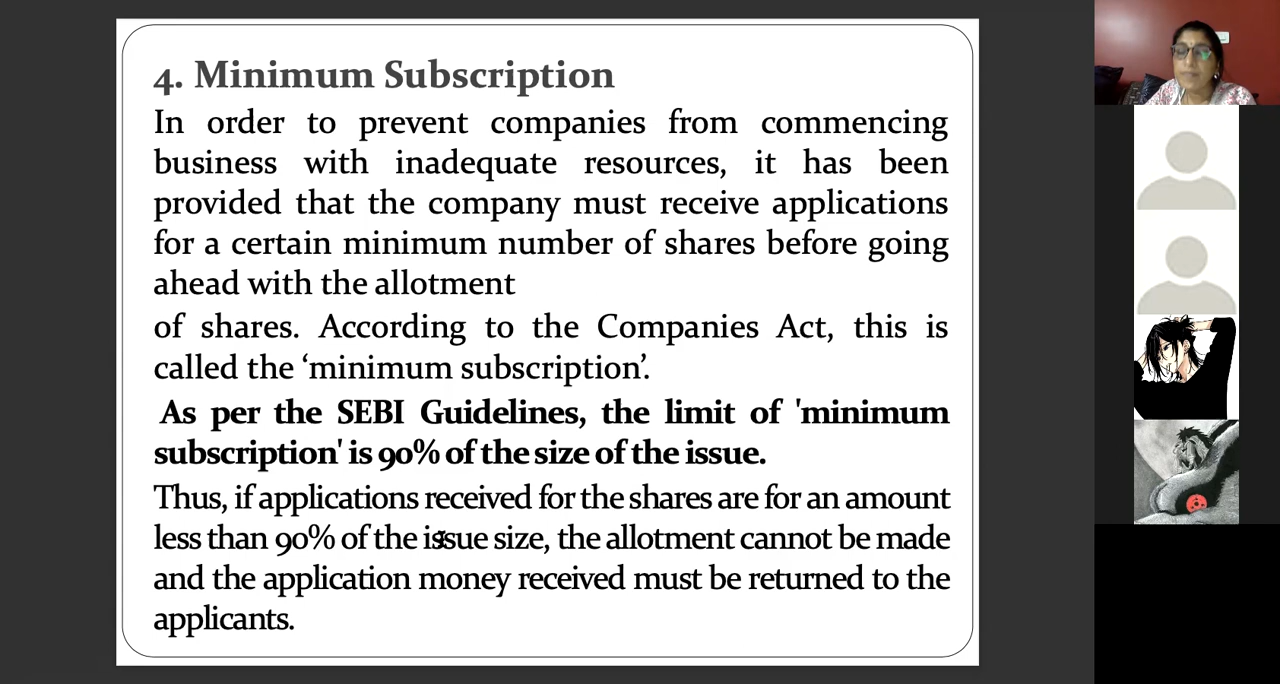 4. Minimum Subscription
In order to prevent companies from commencing
business with inadequate resources, it has been
provided that the company must receive applications
for a certain minimum number of shares before going
ahead with the allotment
of shares. According to the Companies Act, this is
called the ‘minimum subscription’.
As per the SEBI Guidelines, the limit of 'minimum
subscription' is 90% of the size of the issue.
Thus, if applications received for the shares are for an amount
less than 90% of the issue size, the allotment cannot be made
and the application money received must be returned to the
applicants.